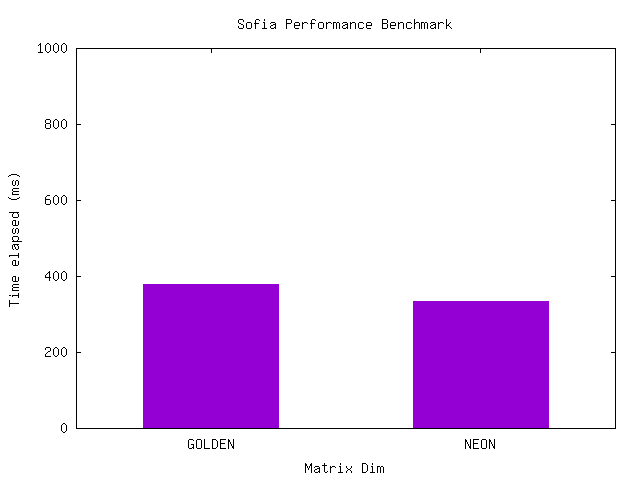 Sofia Performance Benchmark
1000
800
600
400
200
0
Time elapsed (ms)
GOLDEN NEON
Matrix Dim